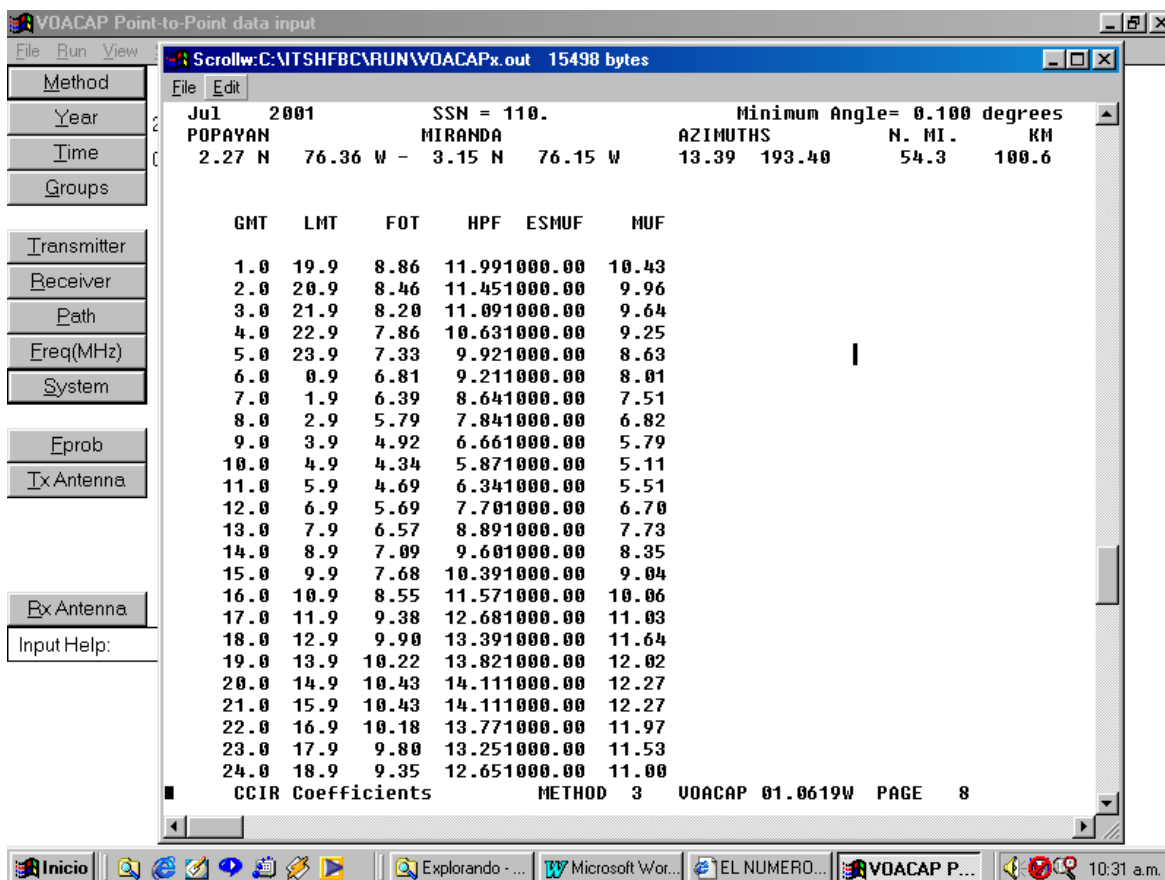 VOACAP Point-to-Point data input
File Run View
Method
Year
Time
Groups
Transmitter
Receiver
Path
Freq(MHz)
System
Fprob
Tx Antenna
Rx Antenna
Input Help:
Scrollw:C:\ITSHFBC\RUN\VOACAPx.out 15498 bytes
File Edit
Jul 2001 SSN = 110. Minimum Angle= 0.100 degrees
POPAYAN MIRANDA AZIMUTHS N. MI. KM
2.27 N 76.36 W - 3.15 N 76.15 W 13.39 193.40 54.3 100.6
GMT LMT FOT HPF ESMUF MUF
1.0 19.9 8.86 11.991000.00 10.43
2.0 20.9 8.46 11.451000.00 9.96
3.0 21.9 8.20 11.091000.00 9.64
4.0 22.9 7.86 10.631000.00 9.25
5.0 23.9 7.33 9.921000.00 8.63
6.0 0.9 6.81 9.211000.00 8.01
7.0 1.9 6.39 8.641000.00 7.51
8.0 2.9 5.79 7.841000.00 6.82
9.0 3.9 4.92 6.661000.00 5.79
10.0 4.9 4.34 5.871000.00 5.11
11.0 5.9 4.69 6.341000.00 5.51
12.0 6.9 5.69 7.701000.00 6.70
13.0 7.9 6.57 8.891000.00 7.73
14.0 8.9 7.09 9.601000.00 8.35
15.0 9.9 7.68 10.391000.00 9.04
16.0 10.9 8.55 11.571000.00 10.06
17.0 11.9 9.38 12.681000.00 11.03
18.0 12.9 9.90 13.391000.00 11.64
19.0 13.9 10.22 13.821000.00 12.02
20.0 14.9 10.43 14.111000.00 12.27
21.0 15.9 10.43 14.111000.00 12.27
22.0 16.9 10.18 13.771000.00 11.97
23.0 17.9 9.80 13.251000.00 11.53
24.0 18.9 9.35 12.651000.00 11.00
CCIR Coefficients METHOD 3 VOACAP 01.0619W PAGE 8
Inicio Explorando - ... Microsoft Wor... EL NUMERO... VOACAP P... 10:31 a.m.